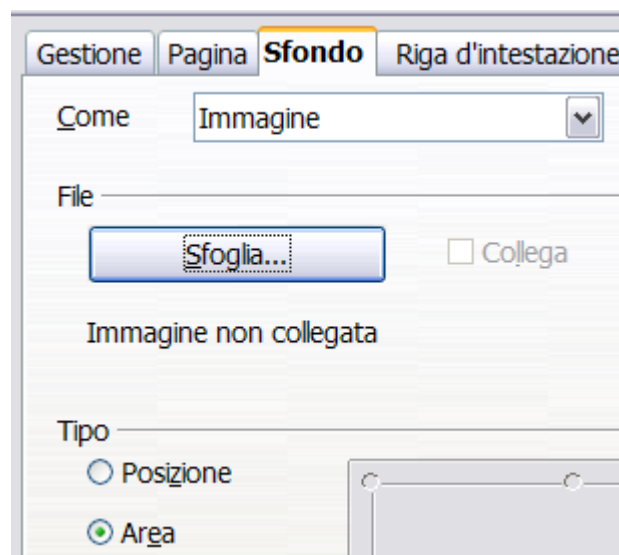 Gestione Pagina Sfondo Riga d'intestazione
Come Immagine
File
Sfoglia... Collega
Immagine non collegata
Tipo
Posizione
Area